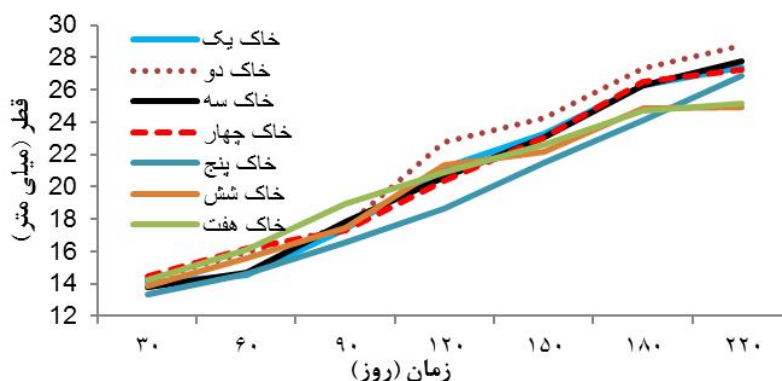 30
28
26
24
22
20
18
16
14
12
قطر (میلی متر)
خاک یک
خاک دو
خاک سه
خاک چهار
خاک پنج
خاک شش
خاک هفت
۳۰ ۶۰ ۹۰ ۱۲۰ ۱۵۰ ۱۸۰ ۲۲۰
زمان (روز)